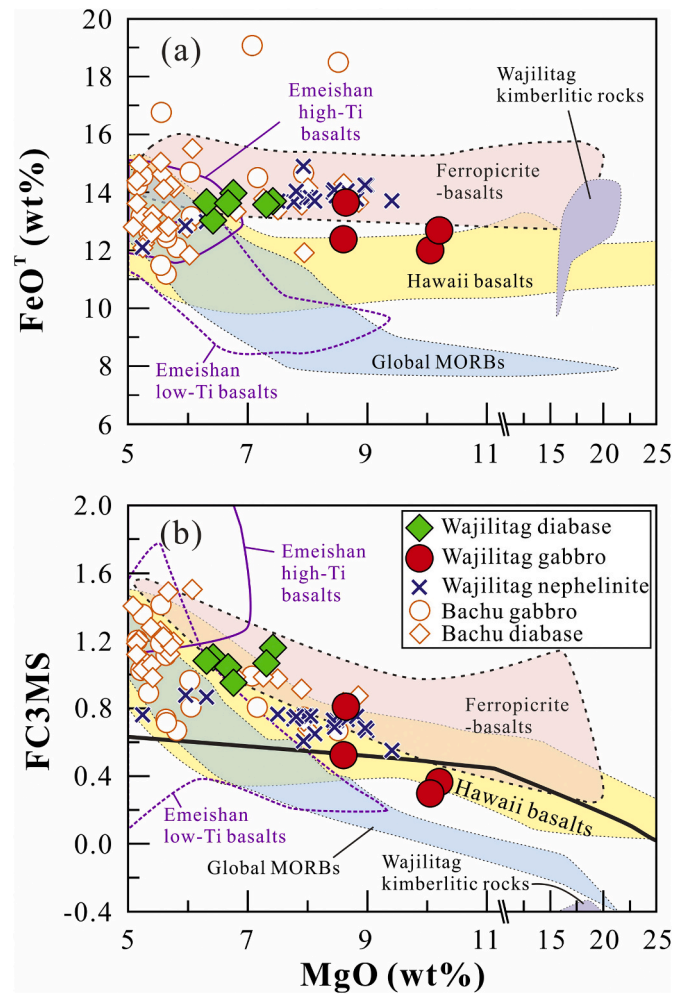 20
18
16
14
12
10
8
6
FeOᵀ (wt%)
(a)
Emeishan
high-Ti
basalts
Wajilitag
kimberlitic rocks
Ferropicrite
-basalts
Hawaii basalts
Global MORBs
Emeishan
low-Ti basalts
5
7
9
11
15
20
25
2.0
1.6
1.2
0.8
0.4
0.0
-0.4
FC3MS
(b)
Emeishan
high-Ti
basalts
Wajilitag diabase
Wajilitag gabbro
Wajilitag nephelinite
Bachu gabbro
Bachu diabase
Ferropicrite
-basalts
Hawaii basalts
Emeishan
low-Ti basalts
Global MORBs
Wajilitag
kimberlitic rocks
5
7
9
11
15
20
25
MgO (wt%)